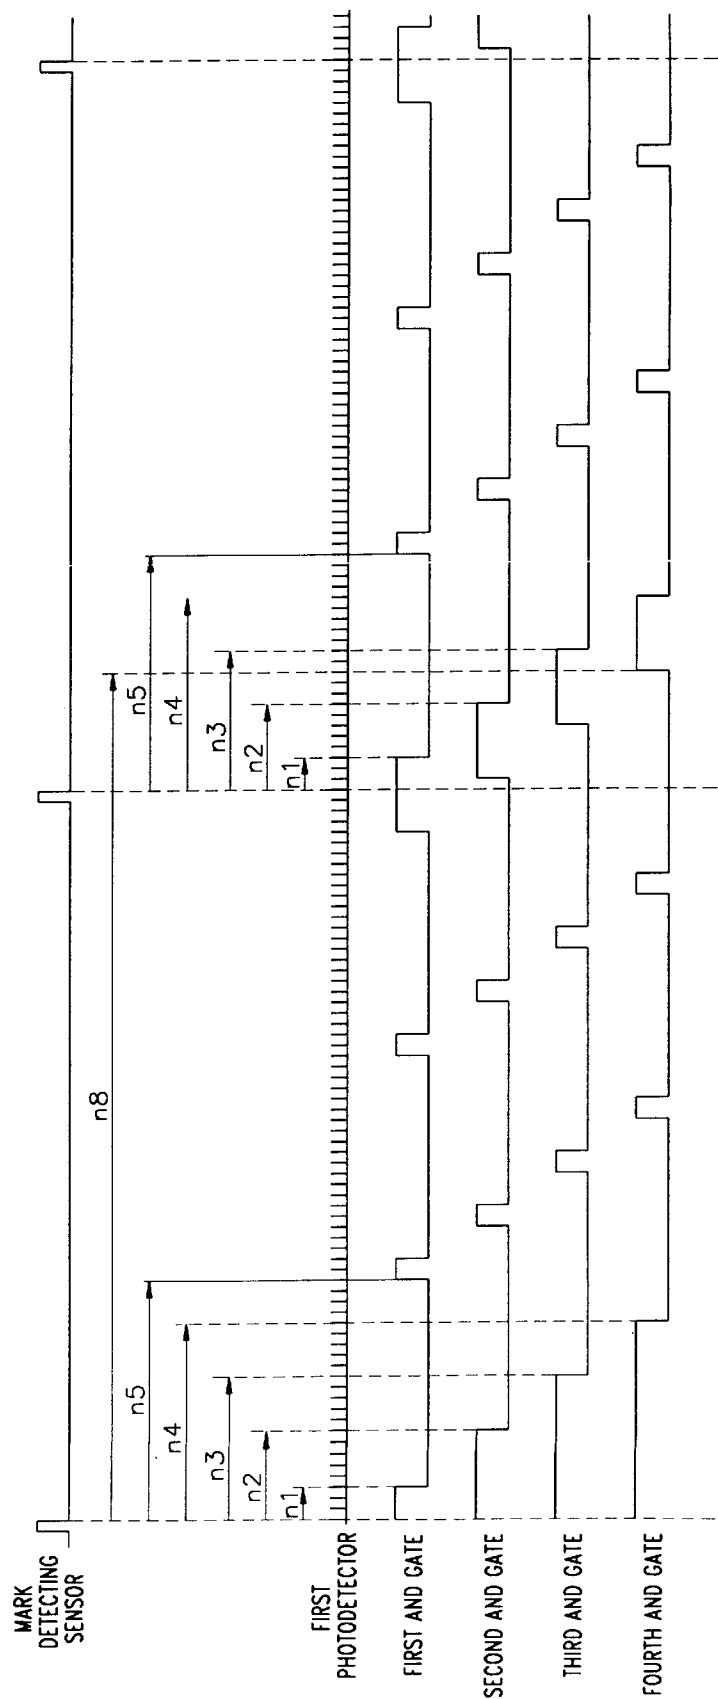 MARK
DETECTING
SENSOR
n8
n5
n5
n4
n4
n3
n3
n2
n2
n1
n1
FIRST
PHOTODETECTOR
FIRST AND GATE
SECOND AND GATE
THIRD AND GATE
FOURTH AND GATE